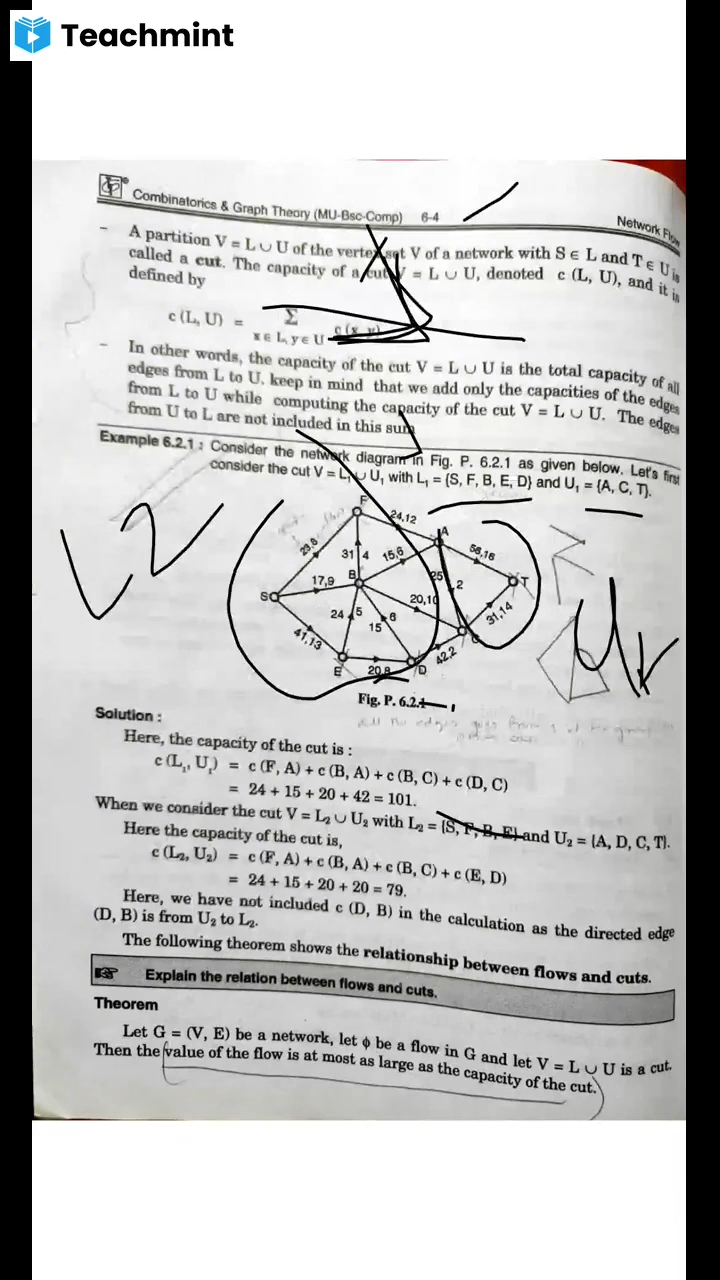 Teachmint
Combinatorics & Graph Theory (MU-Bsc-Comp) 6-4 Network Flow
- A partition V = L ∪ U of the vertex set V of a network with S ∈ L and T ∈ U is
called a cut. The capacity of a cut V = L ∪ U, denoted c (L, U), and it is
defined by
c (L, U) = Σ c (x, y)
x ∈ L, y ∈ U
- In other words, the capacity of the cut V = L ∪ U is the total capacity of all
edges from L to U. keep in mind that we add only the capacities of the edges
from L to U while computing the capacity of the cut V = L ∪ U. The edges
from U to L are not included in this sum
Example 6.2.1 : Consider the network diagram in Fig. P. 6.2.1 as given below. Let's first
consider the cut V = L₁ ∪ U₁ with L₁ = {S, F, B, E, D} and U₁ = {A, C, T}.
L2
F
24,12
A
56,16
31 4
15,6
25 2
T
17,9
B
S
20,10
31,14
24 5
15 6
41,13
42,2
E
20,8
D
Fig. P. 6.2.1
Solution :
Here, the capacity of the cut is :
c (L₁, U₁) = c (F, A) + c (B, A) + c (B, C) + c (D, C)
= 24 + 15 + 20 + 42 = 101.
When we consider the cut V = L₂ ∪ U₂ with L₂ = {S, F, B, E} and U₂ = {A, D, C, T}.
Here the capacity of the cut is,
c (L₂, U₂) = c (F, A) + c (B, A) + c (B, C) + c (E, D)
= 24 + 15 + 20 + 20 = 79.
Here, we have not included c (D, B) in the calculation as the directed edge
(D, B) is from U₂ to L₂.
The following theorem shows the relationship between flows and cuts.
Explain the relation between flows and cuts.
Theorem
Let G = (V, E) be a network, let ϕ be a flow in G and let V = L ∪ U is a cut.
Then the value of the flow is at most as large as the capacity of the cut.